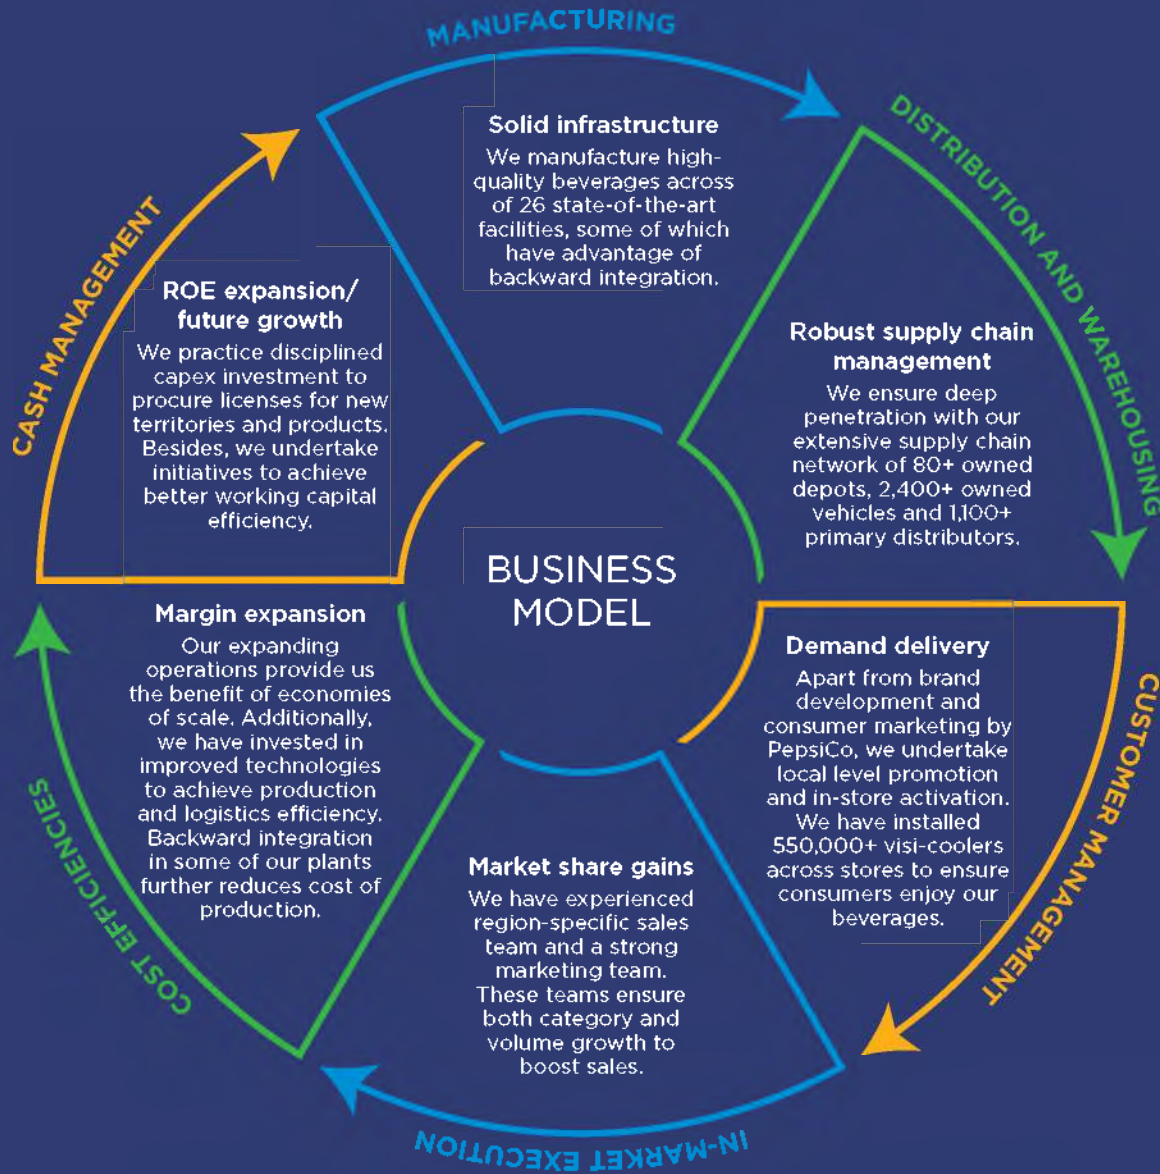 MANUFACTURING
Solid infrastructure
We manufacture high-
quality beverages across
of 26 state-of-the-art
facilities, some of which
have advantage of
backward integration.
DISTRIBUTION AND WAREHOUSING
Robust supply chain
management
We ensure deep
penetration with our
extensive supply chain
network of 80+ owned
depots, 2,400+ owned
vehicles and 1,100+
primary distributors.
CUSTOMER MANAGEMENT
Demand delivery
Apart from brand
development and
consumer marketing by
PepsiCo, we undertake
local level promotion
and in-store activation.
We have installed
550,000+ visi-coolers
across stores to ensure
consumers enjoy our
beverages.
IN-MARKET EXECUTION
Market share gains
We have experienced
region-specific sales
team and a strong
marketing team.
These teams ensure
both category and
volume growth to
boost sales.
COST EFFICIENCIES
Margin expansion
Our expanding
operations provide us
the benefit of economies
of scale. Additionally,
we have invested in
improved technologies
to achieve production
and logistics efficiency.
Backward integration
in some of our plants
further reduces cost of
production.
CASH MANAGEMENT
ROE expansion/
future growth
We practice disciplined
capex investment to
procure licenses for new
territories and products.
Besides, we undertake
initiatives to achieve
better working capital
efficiency.
BUSINESS
MODEL